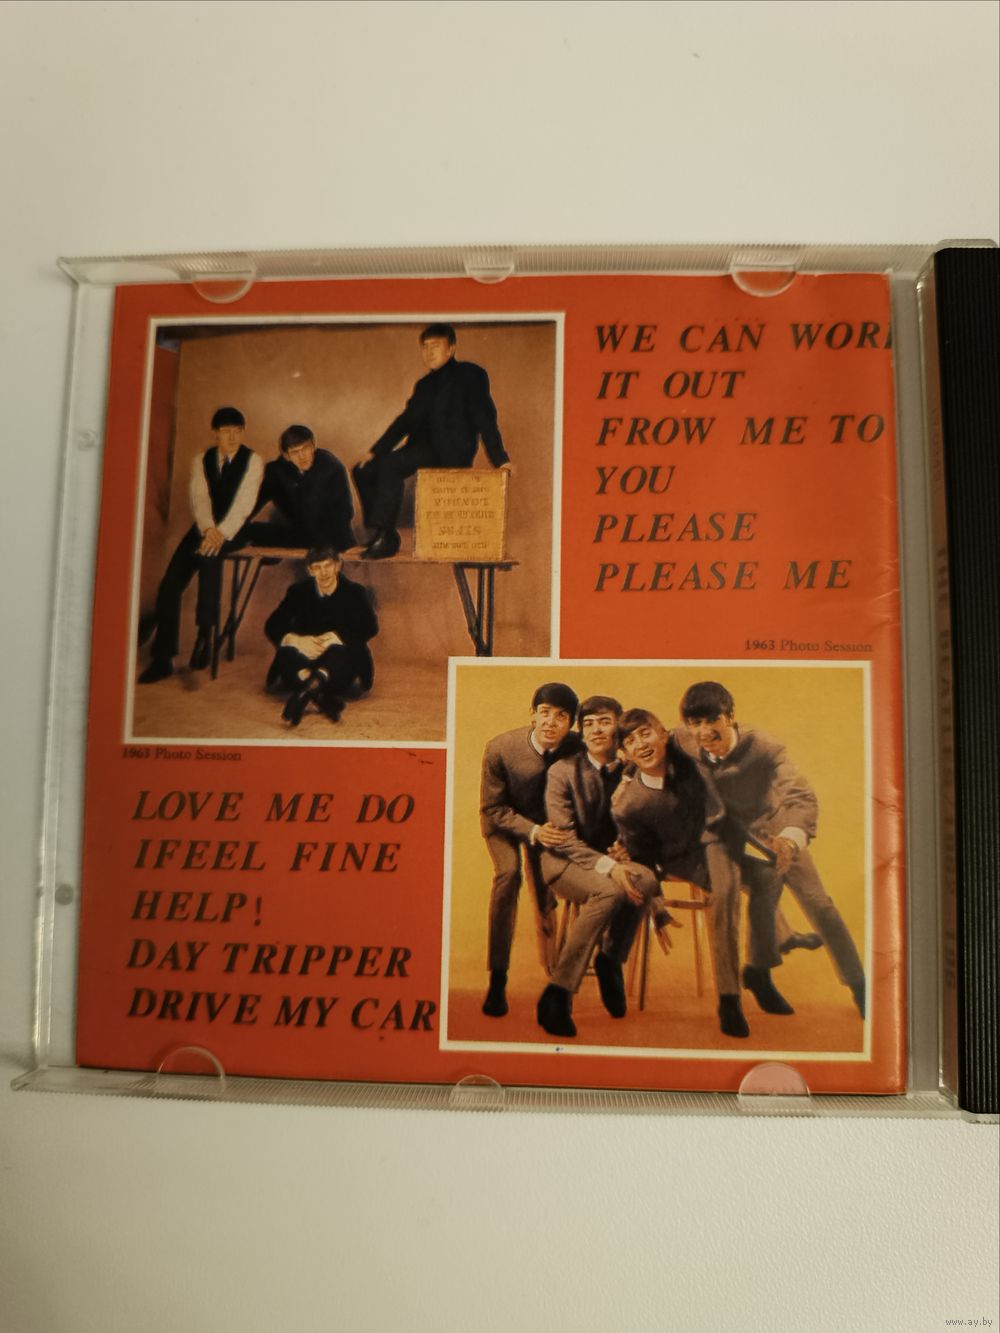 WE CAN WORK
IT OUT
FROW ME TO
YOU
PLEASE
PLEASE ME
1963 Photo Session
1963 Photo Session
LOVE ME DO
IFEEL FINE
HELP!
DAY TRIPPER
DRIVE MY CAR
www.ay.by